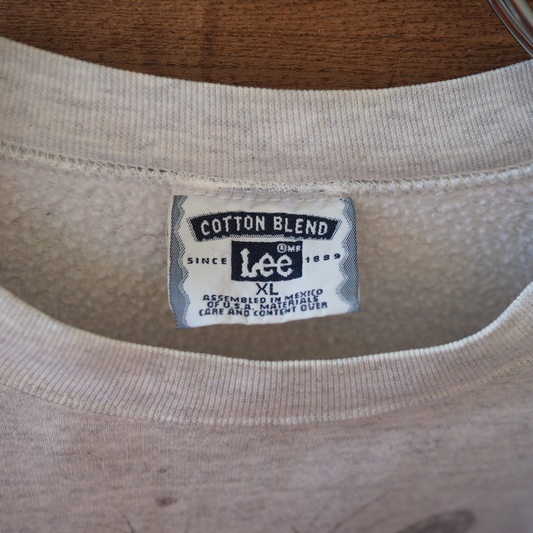 COTTON BLEND
SINCE Lee ®MR 1889
XL
ASSEMBLED IN MEXICO
OF U.S.A. MATERIALS
CARE AND CONTENT OVER